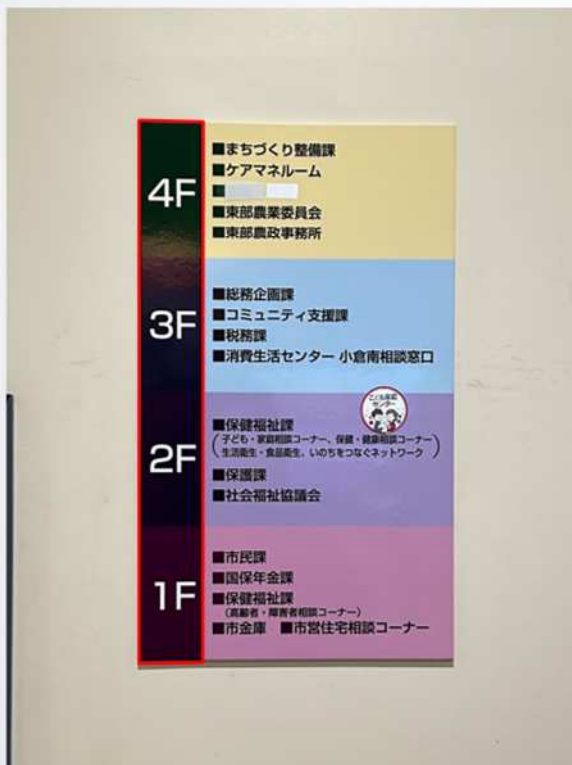 4F
■まちづくり整備課
■ケアマネルーム
■東部農業委員会
■東部農政事務所
3F
■総務企画課
■コミュニティ支援課
■税務課
■消費生活センター 小倉南相談窓口
2F
■保健福祉課
(子ども・家庭相談コーナー、保健・健康相談コーナー
生活衛生・食品衛生、いのちをつなぐネットワーク)
■保護課
■社会福祉協議会
1F
■市民課
■国保年金課
■保健福祉課
(高齢者・障害者相談コーナー)
■市金庫 ■市営住宅相談コーナー